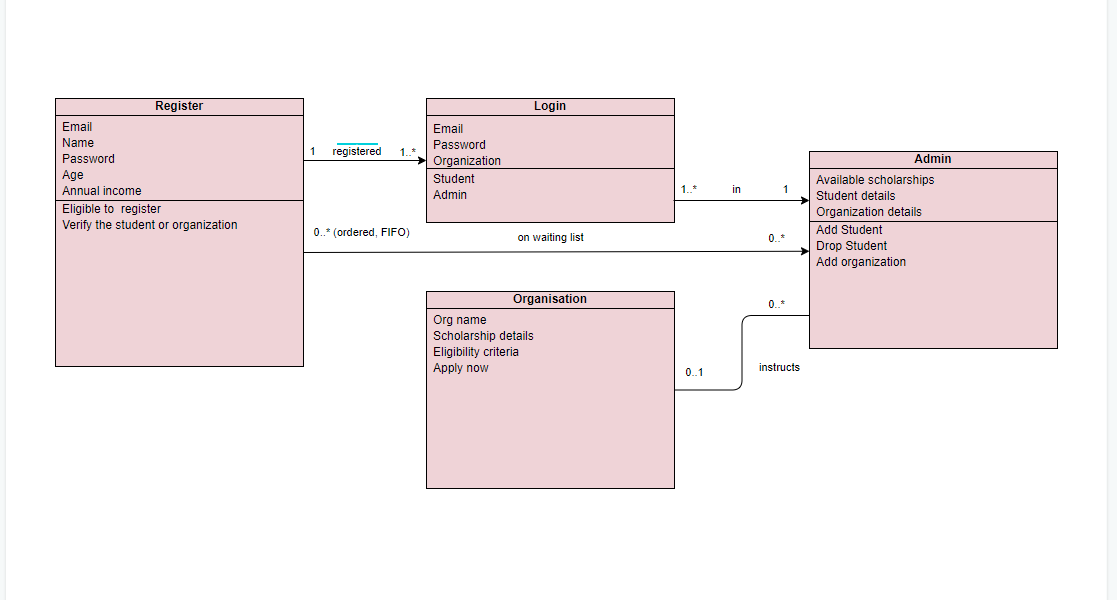 Register
Email
Name
Password
Age
Annual income
Eligible to  register
Verify the student or organization
1 registered 1..*
Login
Email
Password
Organization
Student
Admin
1..* in 1
Admin
Available scholarships
Student details
Organization details
Add Student
Drop Student
Add organization
0..* (ordered, FIFO) on waiting list 0..*
Organisation
Org name
Scholarship details
Eligibility criteria
Apply now
0..*
0..1 instructs